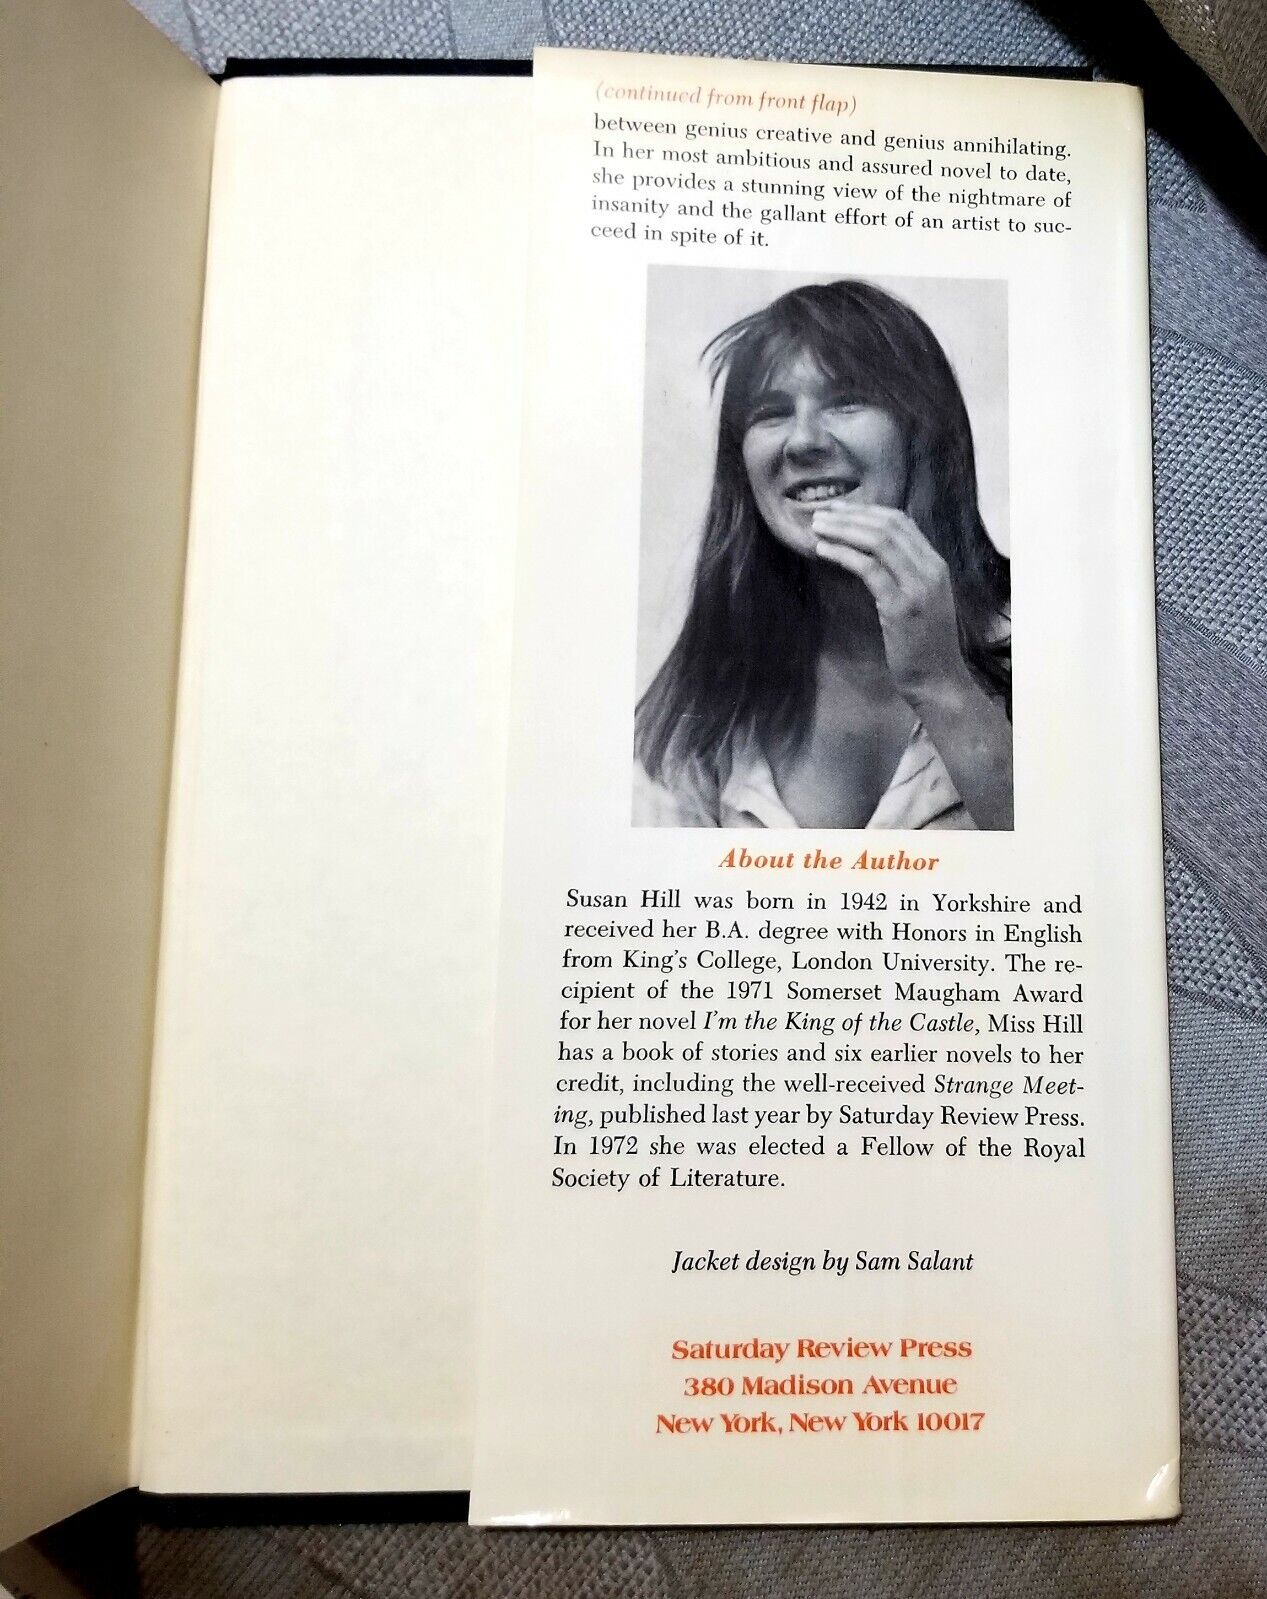 (continued from front flap)
between genius creative and genius annihilating.
In her most ambitious and assured novel to date,
she provides a stunning view of the nightmare of
insanity and the gallant effort of an artist to suc-
ceed in spite of it.
About the Author
Susan Hill was born in 1942 in Yorkshire and
received her B.A. degree with Honors in English
from King's College, London University. The re-
cipient of the 1971 Somerset Maugham Award
for her novel I'm the King of the Castle, Miss Hill
has a book of stories and six earlier novels to her
credit, including the well-received Strange Meet-
ing, published last year by Saturday Review Press.
In 1972 she was elected a Fellow of the Royal
Society of Literature.
Jacket design by Sam Salant
Saturday Review Press
380 Madison Avenue
New York, New York 10017